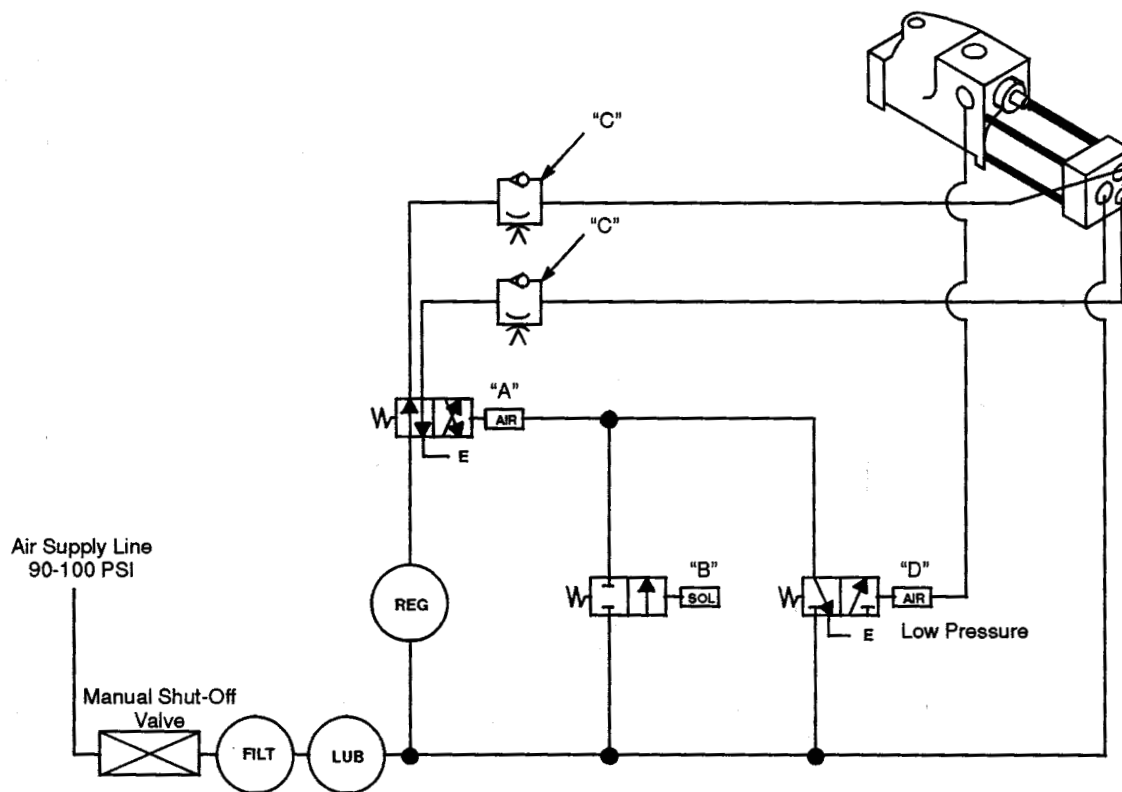 "C"
"C"
"A"
AIR
E
Air Supply Line
90-100 PSI
"B"
SOL
"D"
AIR
E
Low Pressure
REG
Manual Shut-Off
Valve
FILT
LUB